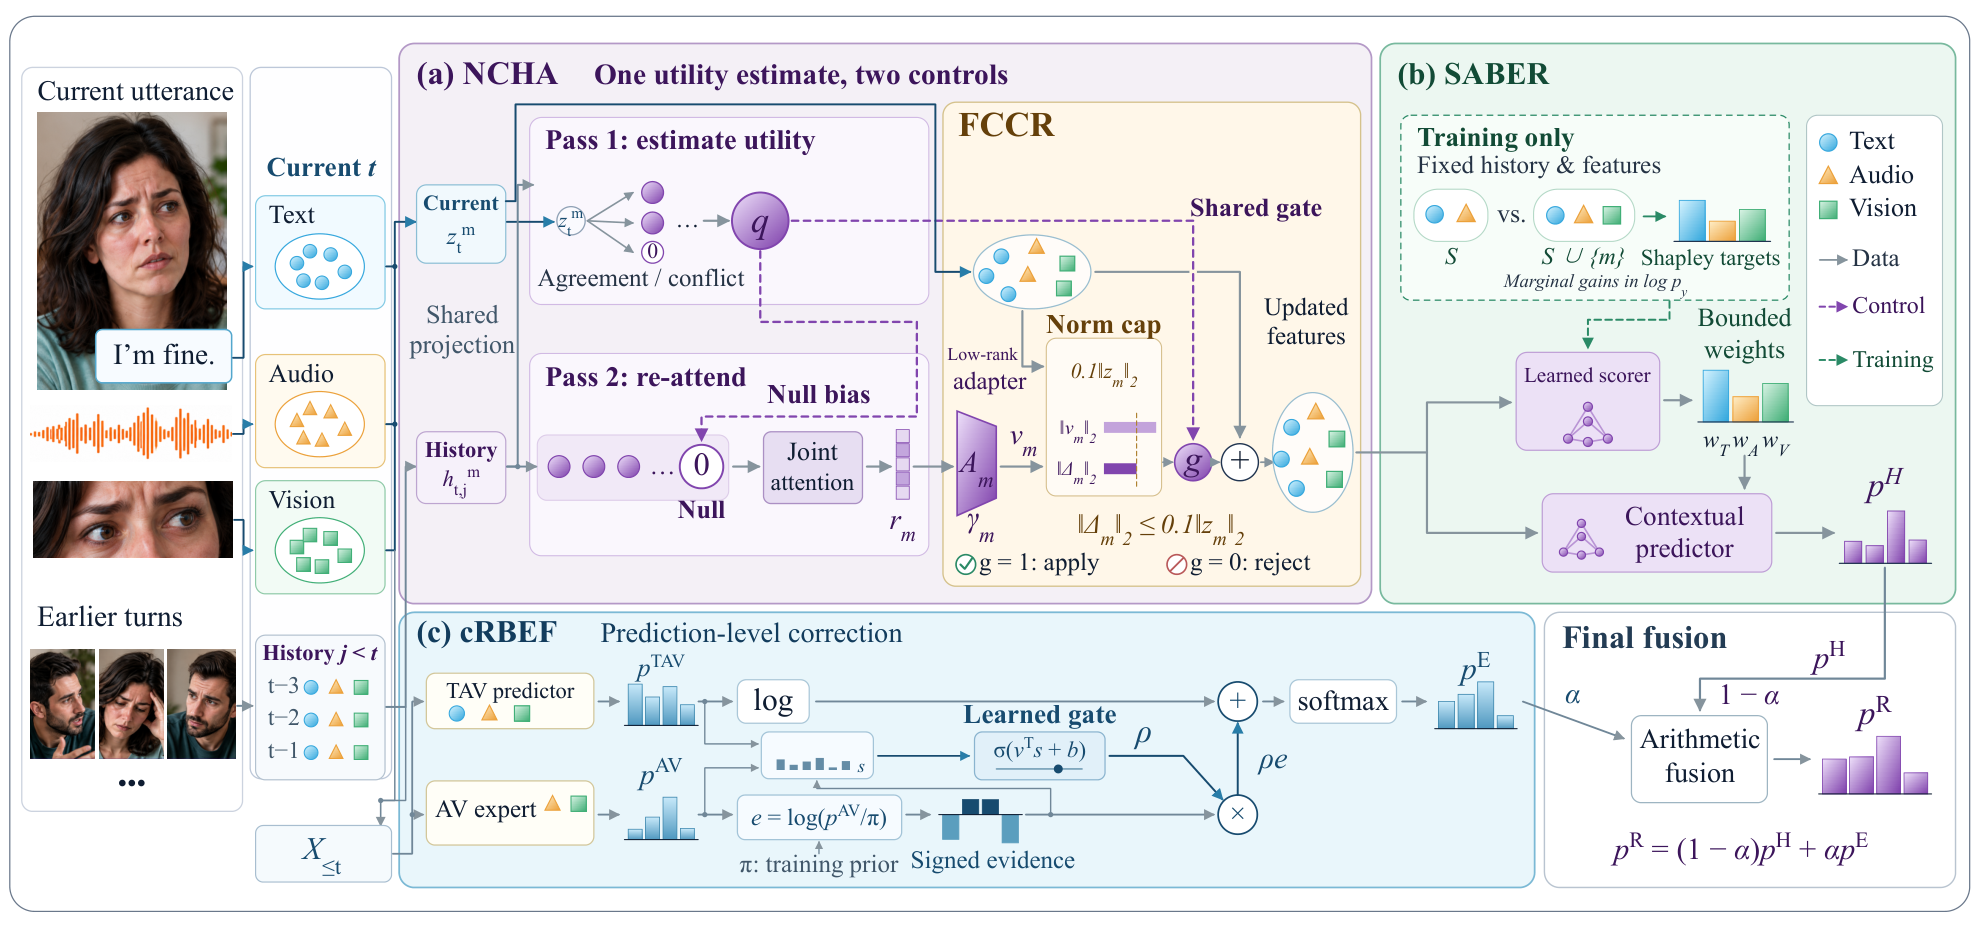 Current utterance
I'm fine.
Earlier turns
•••
Current t
Text
Audio
Vision
History j < t
t−3
t−2
t−1
X≤t
(a) NCHA One utility estimate, two controls
Current
z_t^m
Shared
projection
History
h_{t,j}^m
Pass 1: estimate utility
z_t^m
0
...
q
Agreement / conflict
Pass 2: re-attend
Null bias
... 0
Null
Joint
attention
r_m
FCCR
Shared gate
Updated
features
Norm cap
Low-rank
adapter
0.1‖z_m‖_2
‖v_m‖_2
‖Δ_m‖_2
A_m
v_m
γ_m
g
+
‖Δ_m‖_2 ≤ 0.1‖z_m‖_2
g = 1: apply
g = 0: reject
(b) SABER
Training only
Fixed history & features
vs.
S
S ∪ {m}
Shapley targets
Marginal gains in log p_y
Text
Audio
Vision
Data
Control
Training
Learned scorer
Bounded
weights
w_T w_A w_V
Contextual
predictor
p^H
(c) cRBEF Prediction-level correction
TAV predictor
p^TAV
log
AV expert
p^AV
s
e = log(p^AV/π)
π: training prior
Signed evidence
Learned gate
σ(v^T s + b)
ρ
ρe
+
×
softmax
p^E
Final fusion
p^H
α
1 − α
Arithmetic
fusion
p^R
p^R = (1 − α)p^H + αp^E